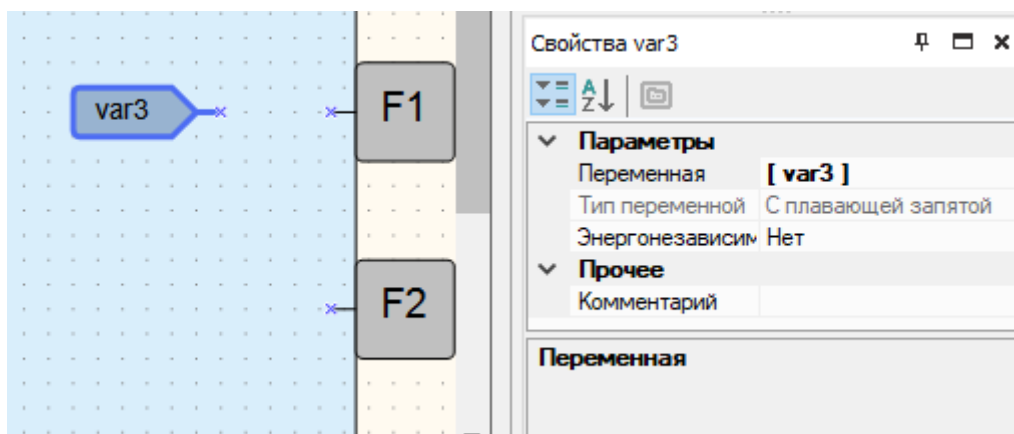 var3
F1
F2
Свойства var3
A
Z
Параметры
Переменная [ var3 ]
Тип переменной С плавающей запятой
Энергонезависим Нет
Прочее
Комментарий
Переменная